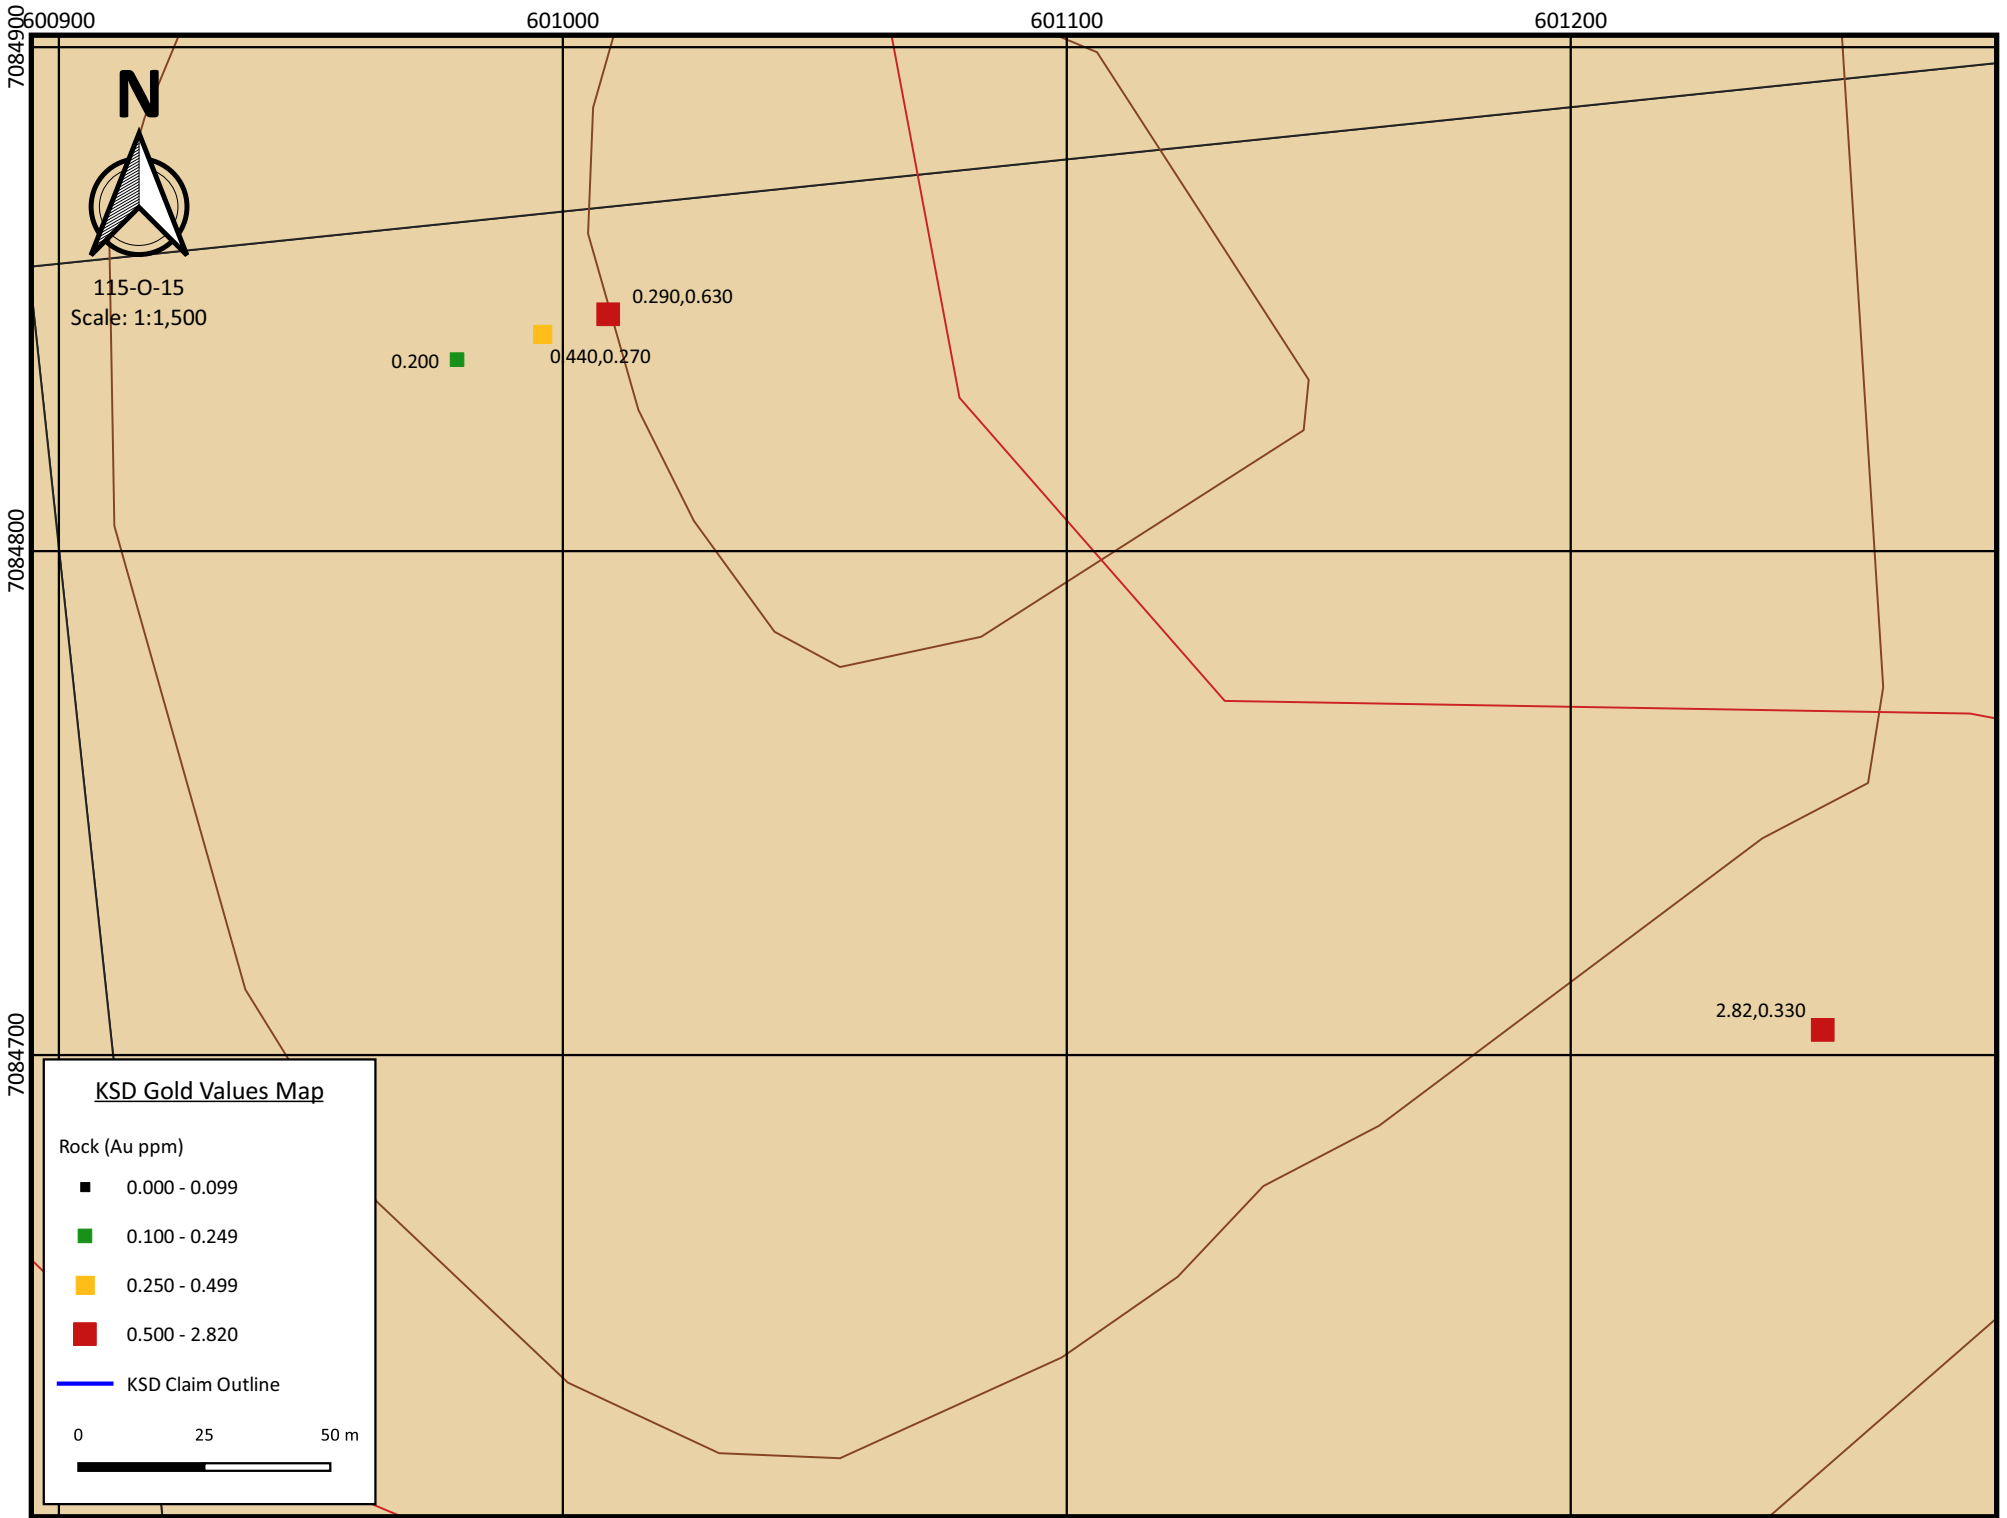 600900
601000
601100
601200
7084900
N
115-O-15
Scale: 1:1,500
0.290,0.630
0.440,0.270
0.200
7084800
2.82,0.330
7084700
KSD Gold Values Map
Rock (Au ppm)
0.000 - 0.099
0.100 - 0.249
0.250 - 0.499
0.500 - 2.820
KSD Claim Outline
0 25 50 m